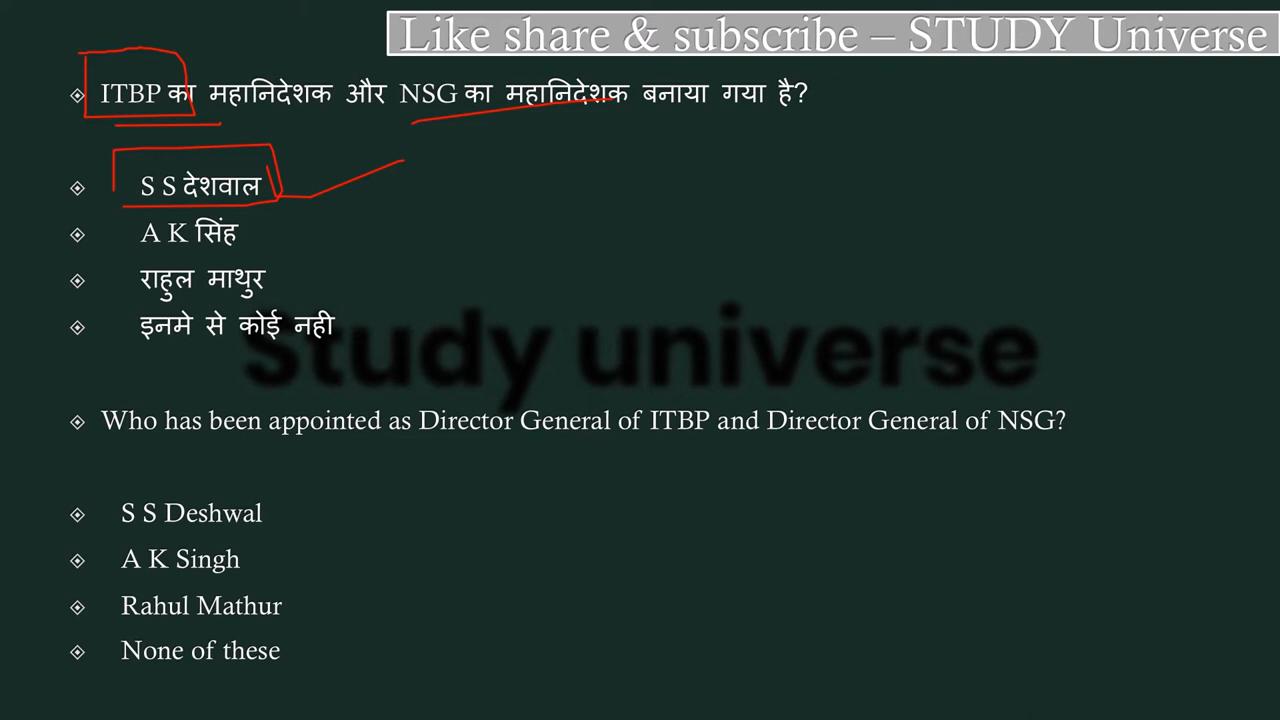 Like share & subscribe – STUDY Universe
ITBP का महानिदेशक और NSG का महानिदेशक बनाया गया है?
S S देशवाल
A K सिंह
राहुल माथुर
इनमे से कोई नही
Study universe
Who has been appointed as Director General of ITBP and Director General of NSG?
S S Deshwal
A K Singh
Rahul Mathur
None of these